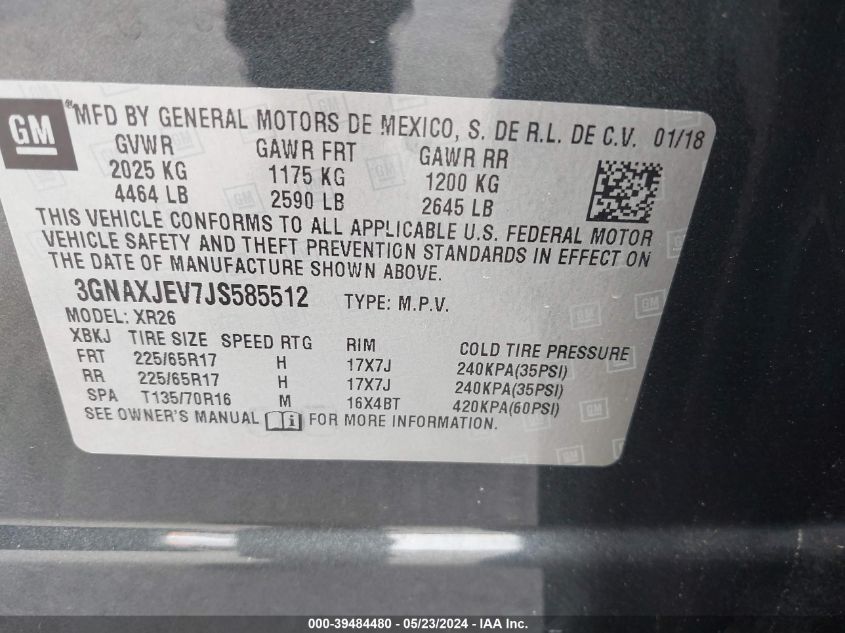 GM
® MFD BY GENERAL MOTORS DE MEXICO, S. DE R.L. DE C.V. 01/18
GVWR GAWR FRT GAWR RR
2025 KG 1175 KG 1200 KG
4464 LB 2590 LB 2645 LB
THIS VEHICLE CONFORMS TO ALL APPLICABLE U.S. FEDERAL MOTOR
VEHICLE SAFETY AND THEFT PREVENTION STANDARDS IN EFFECT ON
THE DATE OF MANUFACTURE SHOWN ABOVE.
3GNAXJEV7JS585512 TYPE: M.P.V.
MODEL: XR26
XBKJ TIRE SIZE SPEED RTG RIM COLD TIRE PRESSURE
FRT 225/65R17 H 17X7J 240KPA(35PSI)
RR 225/65R17 H 17X7J 240KPA(35PSI)
SPA T135/70R16 M 16X4BT 420KPA(60PSI)
SEE OWNER'S MANUAL FOR MORE INFORMATION.
000-39484480 - 05/23/2024 - IAA Inc.